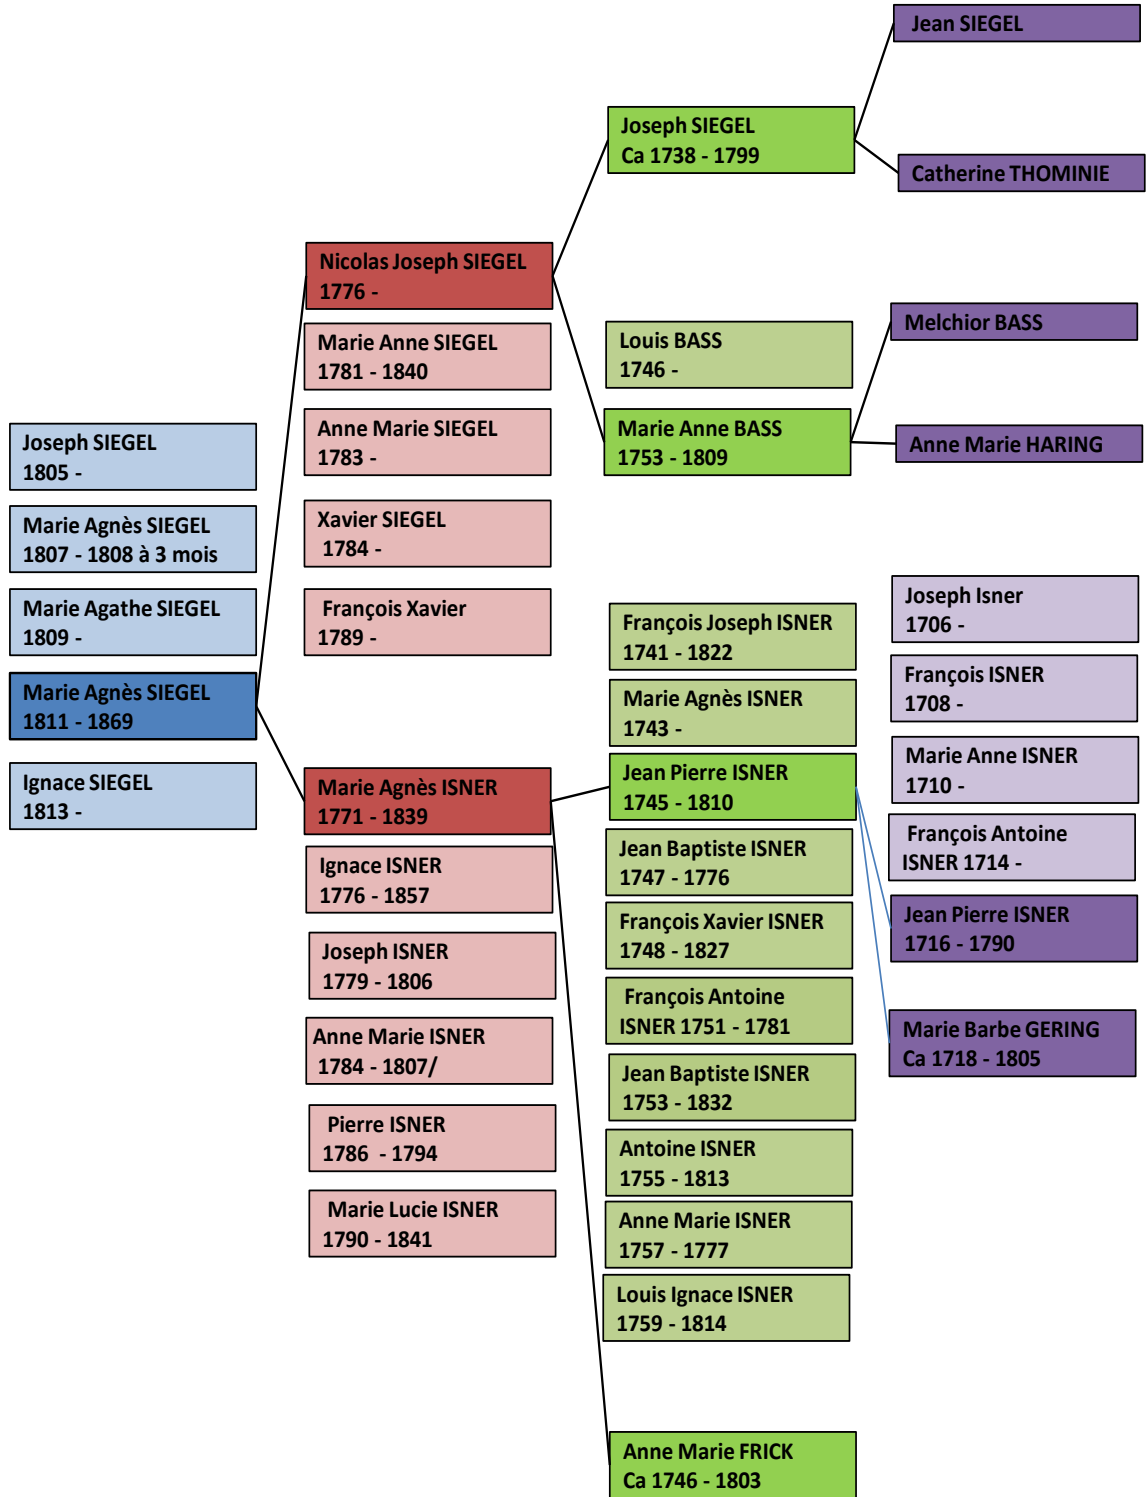 Joseph SIEGEL
1805 -
Marie Agnès SIEGEL
1807 - 1808 à 3 mois
Marie Agathe SIEGEL
1809 -
Marie Agnès SIEGEL
1811 - 1869
Ignace SIEGEL
1813 -
Nicolas Joseph SIEGEL
1776 -
Marie Anne SIEGEL
1781 - 1840
Anne Marie SIEGEL
1783 -
Xavier SIEGEL
1784 -
François Xavier
1789 -
Marie Agnès ISNER
1771 - 1839
Ignace ISNER
1776 - 1857
Joseph ISNER
1779 - 1806
Anne Marie ISNER
1784 - 1807/
Pierre ISNER
1786 - 1794
Marie Lucie ISNER
1790 - 1841
Joseph SIEGEL
Ca 1738 - 1799
Louis BASS
1746 -
Marie Anne BASS
1753 - 1809
François Joseph ISNER
1741 - 1822
Marie Agnès ISNER
1743 -
Jean Pierre ISNER
1745 - 1810
Jean Baptiste ISNER
1747 - 1776
François Xavier ISNER
1748 - 1827
François Antoine
ISNER 1751 - 1781
Jean Baptiste ISNER
1753 - 1832
Antoine ISNER
1755 - 1813
Anne Marie ISNER
1757 - 1777
Louis Ignace ISNER
1759 - 1814
Anne Marie FRICK
Ca 1746 - 1803
Jean SIEGEL
Catherine THOMINIE
Melchior BASS
Anne Marie HARING
Joseph Isner
1706 -
François ISNER
1708 -
Marie Anne ISNER
1710 -
François Antoine
ISNER 1714 -
Jean Pierre ISNER
1716 - 1790
Marie Barbe GERING
Ca 1718 - 1805